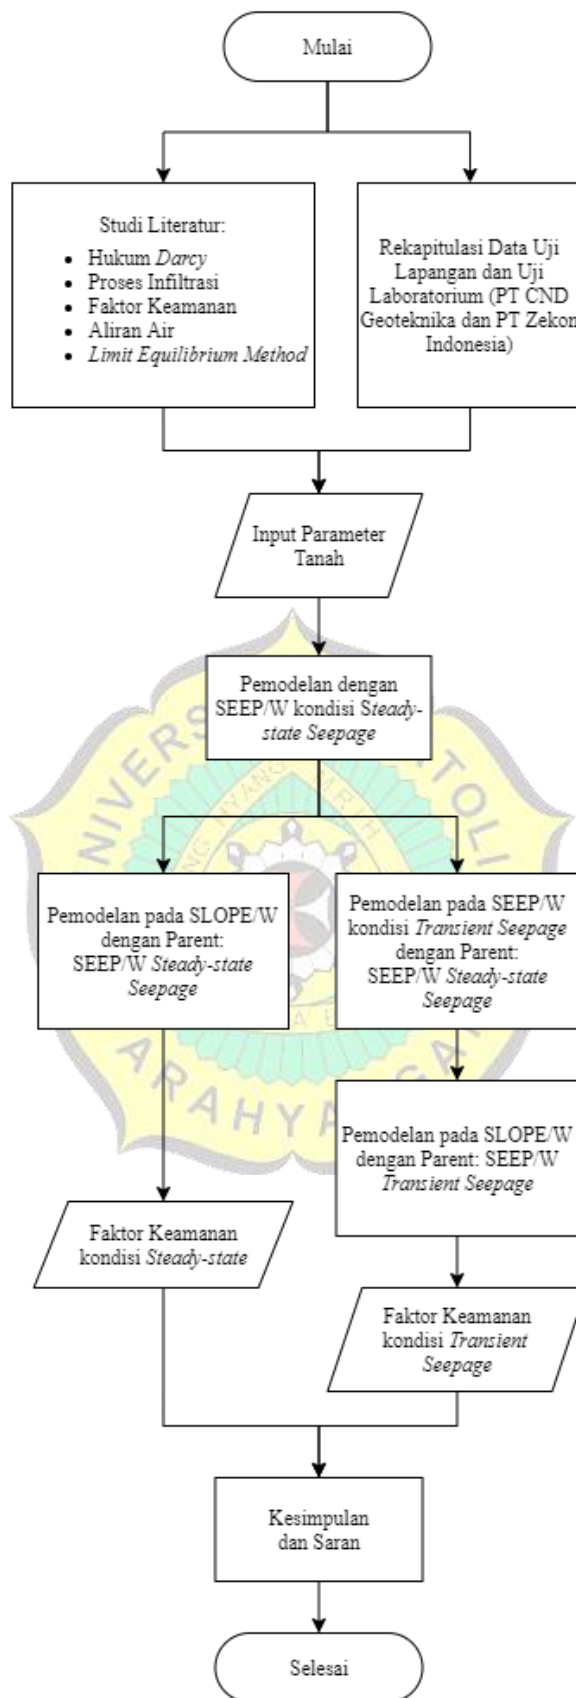 Mulai
Studi Literatur:
• Hukum Darcy
• Proses Infiltrasi
• Faktor Keamanan
• Aliran Air
• Limit Equilibrium Method
Rekapitulasi Data Uji
Lapangan dan Uji
Laboratorium (PT CND
Geoteknika dan PT Zekon
Indonesia)
Input Parameter
Tanah
Pemodelan dengan
SEEP/W kondisi Steady-
state Seepage
Pemodelan pada SLOPE/W
dengan Parent:
SEEP/W Steady-state
Seepage
Pemodelan pada SEEP/W
kondisi Transient Seepage
dengan Parent:
SEEP/W Steady-state
Seepage
Pemodelan pada SLOPE/W
dengan Parent: SEEP/W
Transient Seepage
Faktor Keamanan
kondisi Steady-state
Faktor Keamanan
kondisi Transient
Seepage
Kesimpulan
dan Saran
Selesai